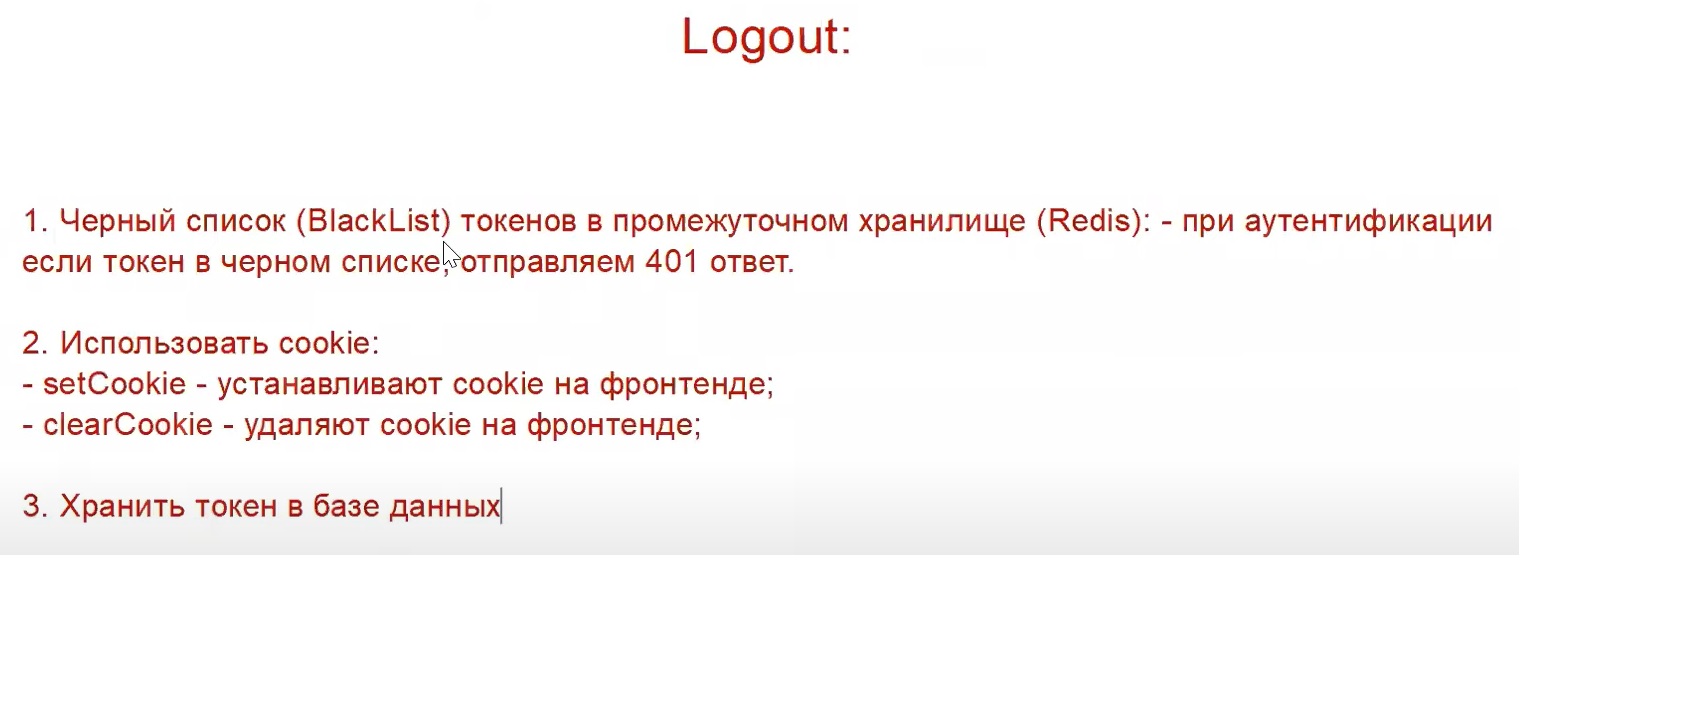 Logout:
1. Черный список (BlackList) токенов в промежуточном хранилище (Redis): - при аутентификации
если токен в черном списке, отправляем 401 ответ.
2. Использовать cookie:
- setCookie - устанавливают cookie на фронтенде;
- clearCookie - удаляют cookie на фронтенде;
3. Хранить токен в базе данных